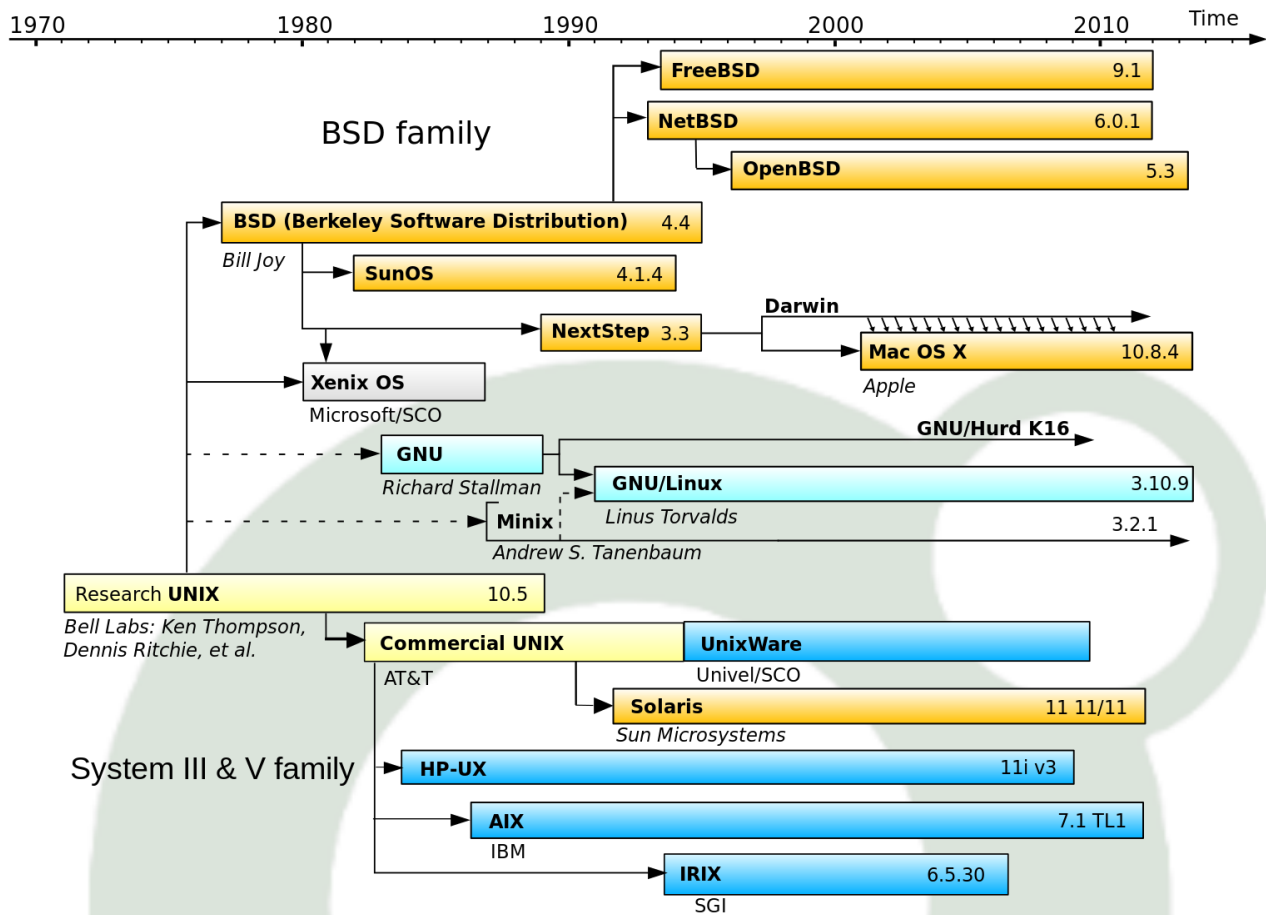 1970 1980 1990 2000 2010 Time
FreeBSD 9.1
BSD family
NetBSD 6.0.1
OpenBSD 5.3
BSD (Berkeley Software Distribution) 4.4
Bill Joy
SunOS 4.1.4
Darwin
NextStep 3.3
Mac OS X 10.8.4
Apple
Xenix OS
Microsoft/SCO
GNU/Hurd K16
GNU
Richard Stallman
GNU/Linux 3.10.9
Linus Torvalds
Minix 3.2.1
Andrew S. Tanenbaum
Research UNIX 10.5
Bell Labs: Ken Thompson,
Dennis Ritchie, et al.
Commercial UNIX
AT&T
UnixWare
Univel/SCO
Solaris 11 11/11
Sun Microsystems
System III & V family
HP-UX 11i v3
AIX 7.1 TL1
IBM
IRIX 6.5.30
SGI